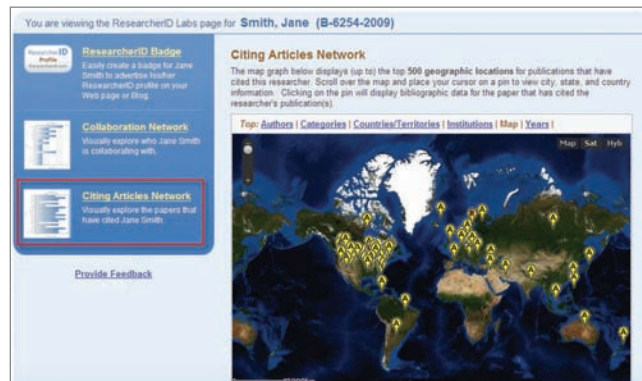 You are viewing the ResearcherID Labs page for Smith, Jane (B-6254-2009)
ResearcherID
Profile
ResearcherID Badge
Easily create a badge for Jane
Smith to advertise his/her
ResearcherID profile on your
Web page or Blog.
Collaboration Network
Visually explore who Jane Smith
is collaborating with.
Citing Articles Network
Visually explore the papers that
have cited Jane Smith.
Provide Feedback
Citing Articles Network
The map graph below displays (up to) the top 500 geographic locations for publications that have
cited this researcher. Scroll over the map and place your cursor on a pin to view city, state, and country
information. Clicking on the pin will display bibliographic data for the paper that has cited the
researcher's publication(s).
Top: Authors | Categories | Countries/Territories | Institutions | Map | Years |
Map Sat Hyb